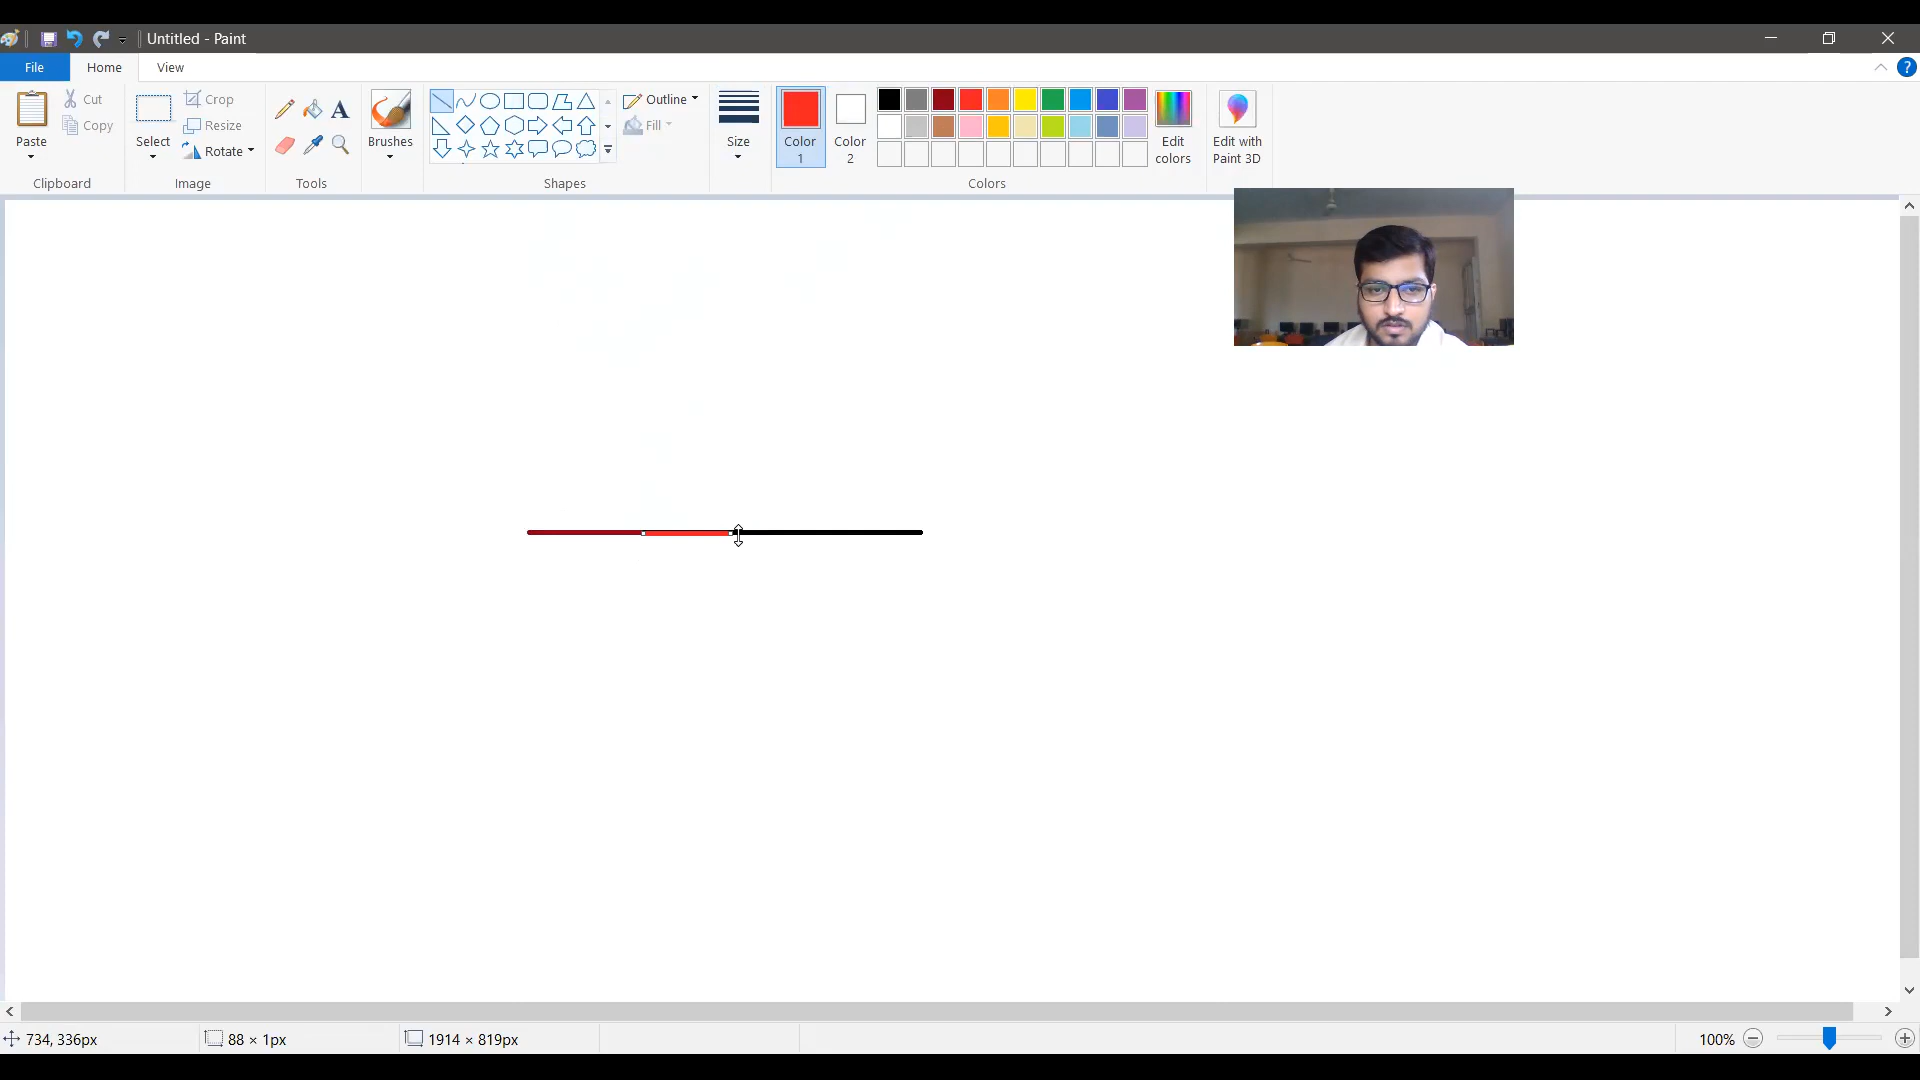 Untitled - Paint
File
Home
View
Paste
Cut
Copy
Clipboard
Select
Crop
Resize
Rotate
Image
A
Tools
Brushes
Outline
Fill
Shapes
Size
Color
1
Color
2
Edit
colors
Colors
Edit with
Paint 3D
?
734, 336px
88 × 1px
1914 × 819px
100%